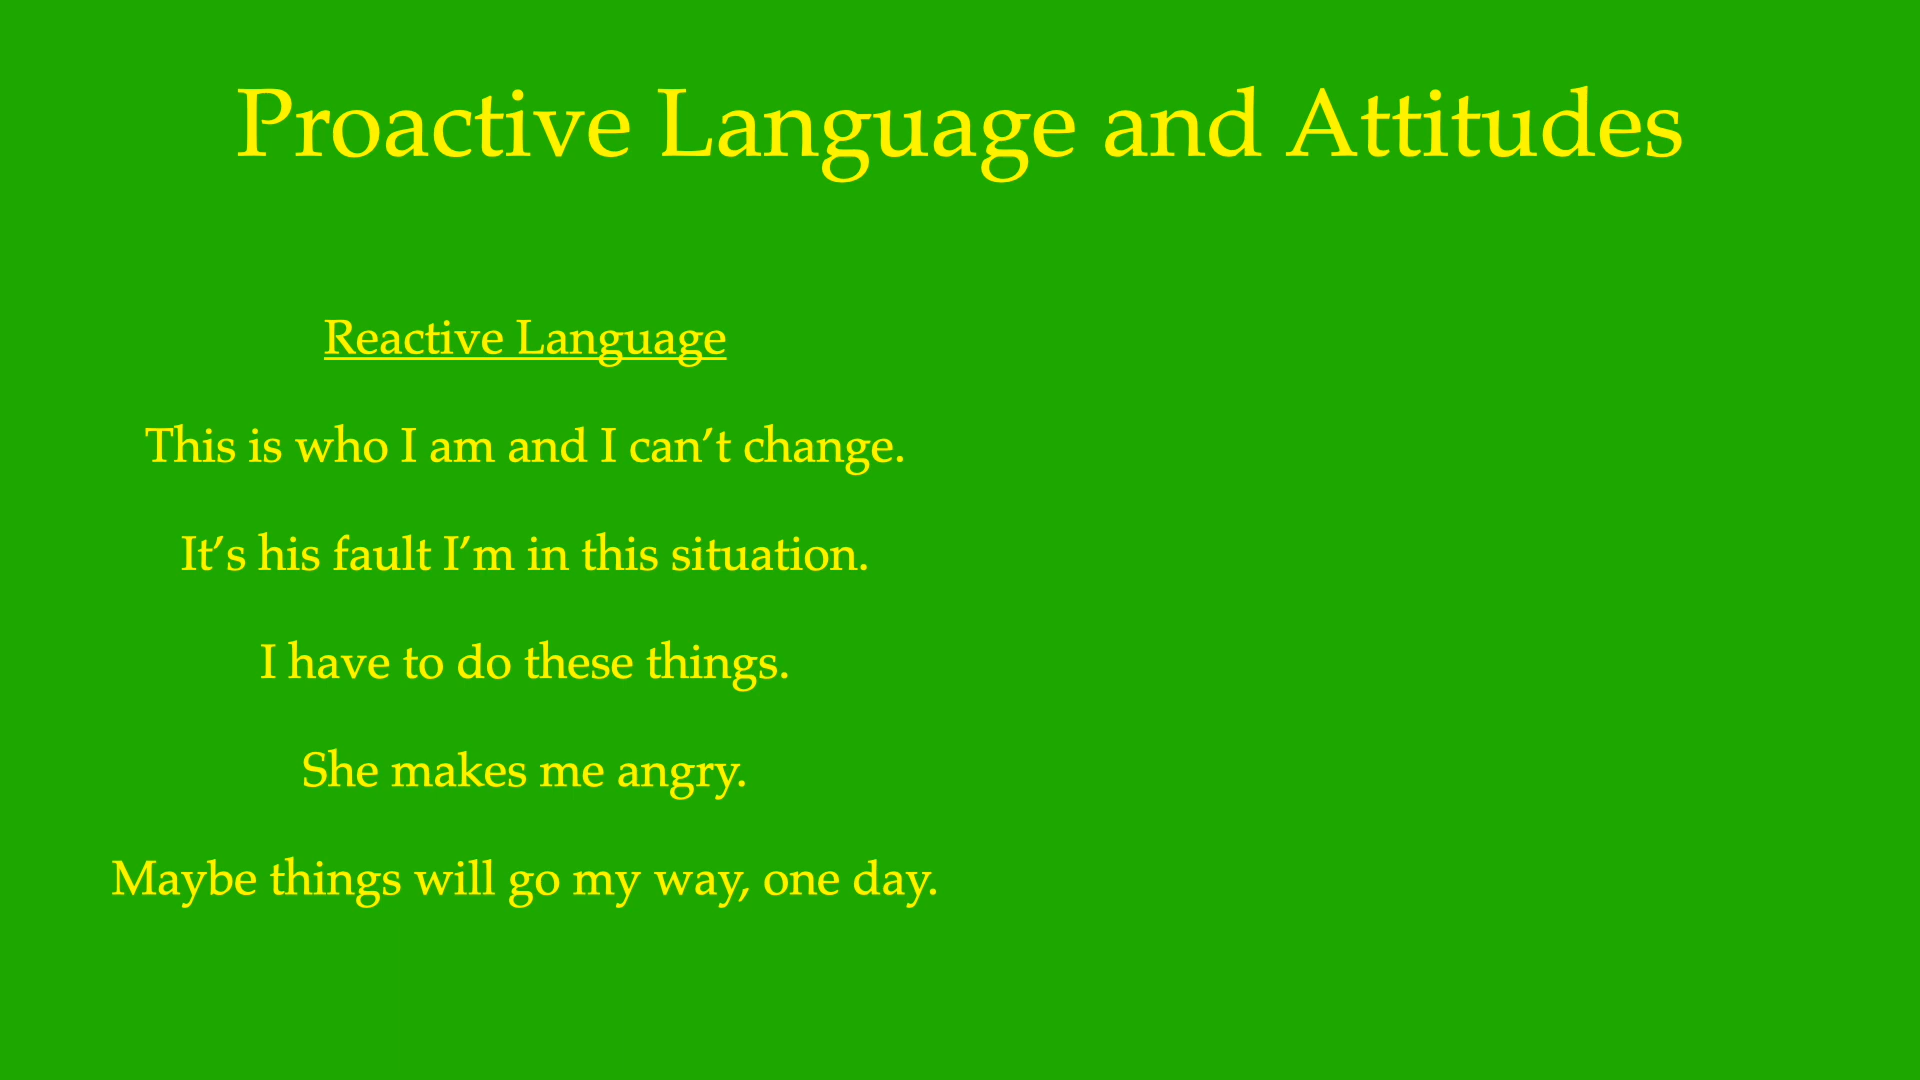 Proactive Language and Attitudes
Reactive Language
This is who I am and I can’t change.
It’s his fault I’m in this situation.
I have to do these things.
She makes me angry.
Maybe things will go my way, one day.